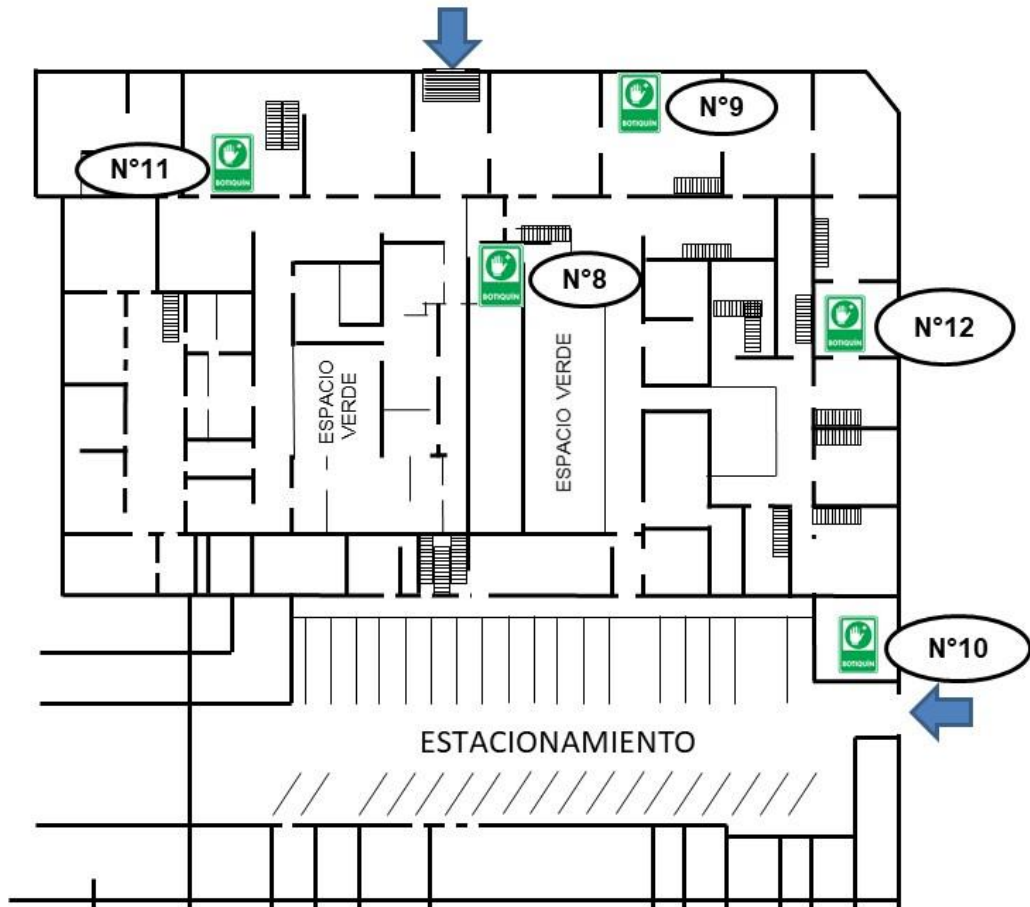 N°9
BOTIQUÍN
N°11
BOTIQUÍN
N°8
BOTIQUÍN
N°12
BOTIQUÍN
ESPACIO
VERDE
ESPACIO VERDE
N°10
BOTIQUÍN
ESTACIONAMIENTO